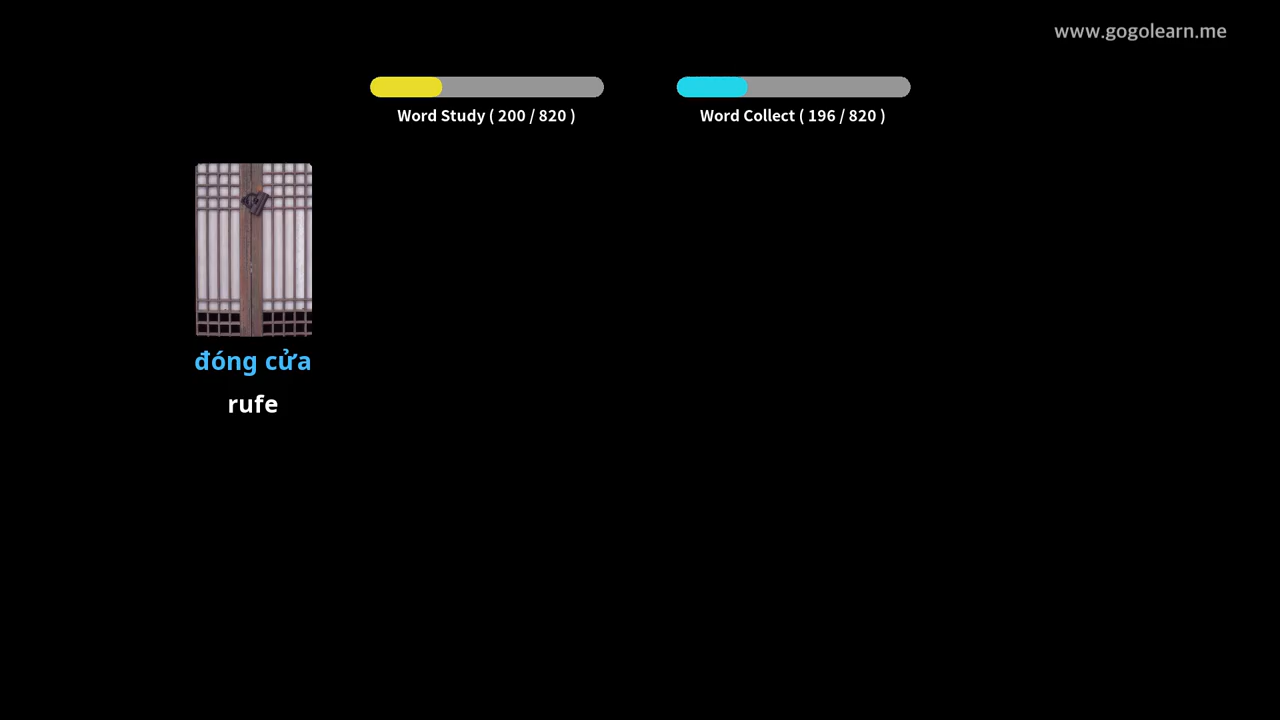 www.gogolearn.me
Word Study ( 200 / 820 )
Word Collect ( 196 / 820 )
đóng cửa
rufe